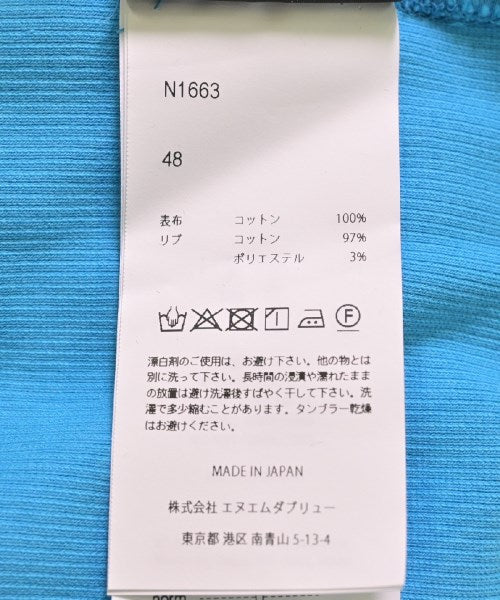 N1663
48
表布 コットン 100%
リブ コットン 97%
ポリエステル 3%
F
漂白剤のご使用は、お避け下さい。他の物とは
別に洗って下さい。長時間の浸漬や濡れたまま
の放置は避け洗濯後すばやく干して下さい。洗
濯で多少縮むことがあります。タンブラー乾燥
はお避けください。
MADE IN JAPAN
株式会社 エヌエムダブリュー
東京都 港区 南青山 5-13-4
norm